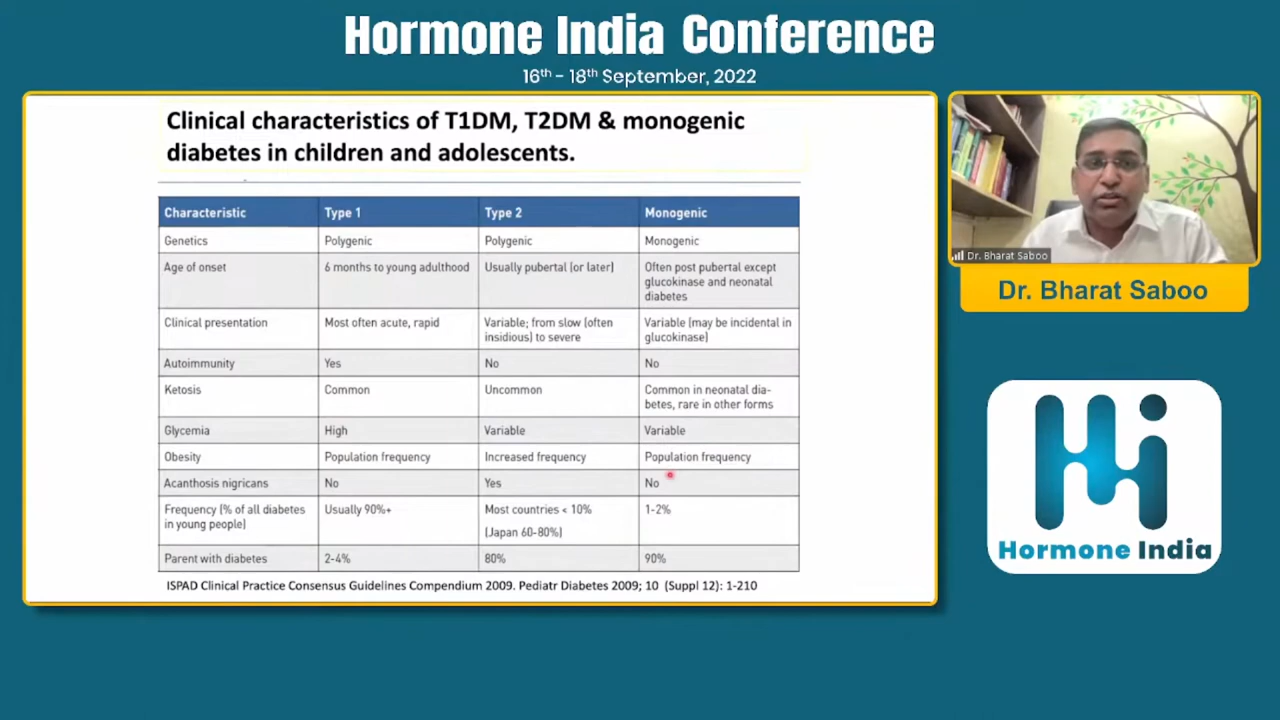 Hormone India Conference
16th - 18th September, 2022
Clinical characteristics of T1DM, T2DM & monogenic
diabetes in children and adolescents.
Characteristic Type 1 Type 2 Monogenic
Genetics Polygenic Polygenic Monogenic
Age of onset 6 months to young adulthood Usually pubertal (or later) Often post pubertal except
glucokinase and neonatal
diabetes
Clinical presentation Most often acute, rapid Variable; from slow (often Variable (may be incidental in
insidious) to severe glucokinase)
Autoimmunity Yes No No
Ketosis Common Uncommon Common in neonatal dia-
betes, rare in other forms
Glycemia High Variable Variable
Obesity Population frequency Increased frequency Population frequency
Acanthosis nigricans No Yes No
Frequency (% of all diabetes Usually 90%+ Most countries < 10% 1-2%
in young people) (Japan 60-80%)
Parent with diabetes 2-4% 80% 90%
ISPAD Clinical Practice Consensus Guidelines Compendium 2009. Pediatr Diabetes 2009; 10 (Suppl 12): 1-210
Dr. Bharat Saboo
Dr. Bharat Saboo
Hormone India